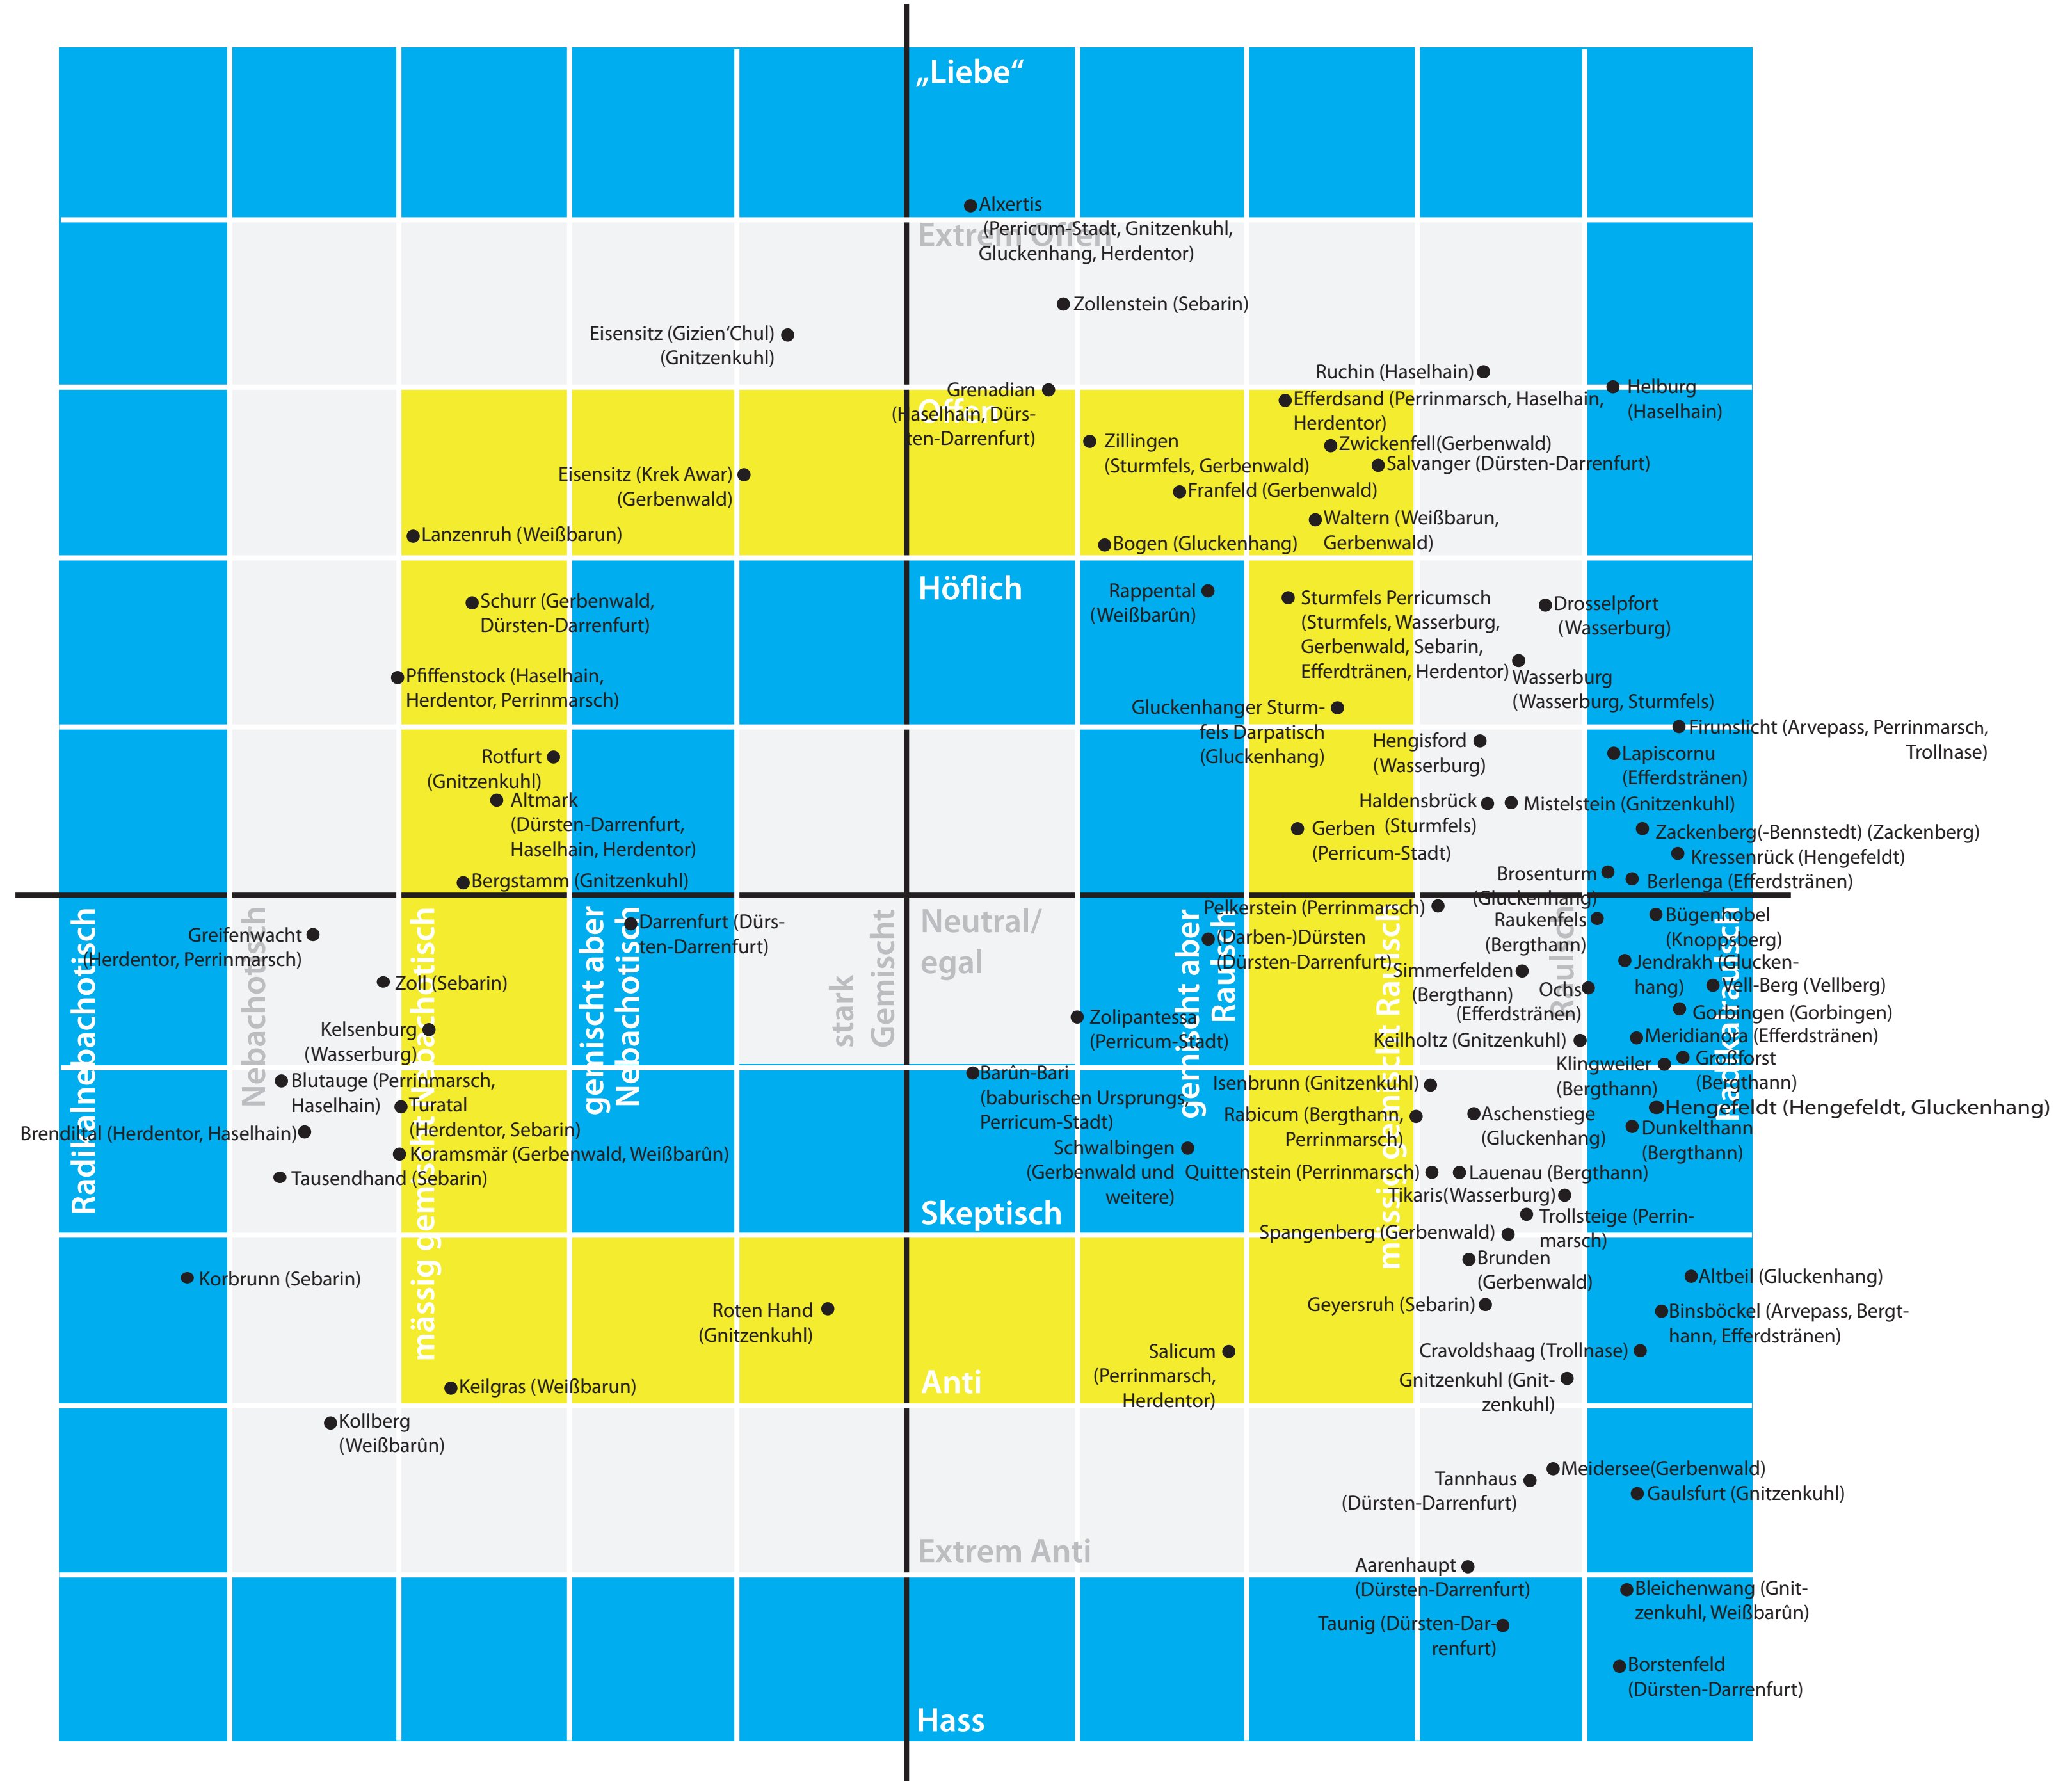 „Liebe“
Alxertis
(Perricum-Stadt, Gnitzenkuhl,
Gluckenhang, Herdentor)
Extrem Offen
Zollenstein (Sebarin)
Eisensitz (Gizien‘Chul)
(Gnitzenkuhl)
Ruchin (Haselhain)
Grenadian
(Haselhain, Dürs-
ten-Darrenfurt)
Offen
Efferdsand (Perrinmarsch, Haselhain,
Herdentor)
Helburg
(Haselhain)
Zillingen
(Sturmfels, Gerbenwald)
Zwickenfell(Gerbenwald)
Salvanger (Dürsten-Darrenfurt)
Eisensitz (Krek Awar)
(Gerbenwald)
Franfeld (Gerbenwald)
Waltern (Weißbarun,
Gerbenwald)
Lanzenruh (Weißbarun)
Bogen (Gluckenhang)
Höflich
Rappental
(Weißbarûn)
Sturmfels Perricumsch
(Sturmfels, Wasserburg,
Gerbenwald, Sebarin,
Efferdtränen, Herdentor)
Drosselpfort
(Wasserburg)
Schurr (Gerbenwald,
Dürsten-Darrenfurt)
Pfiffenstock (Haselhain,
Herdentor, Perrinmarsch)
Wasserburg
(Wasserburg, Sturmfels)
Gluckenhanger Sturm-
fels Darpatisch
(Gluckenhang)
Firunslicht (Arvepass, Perrinmarsch,
Trollnase)
Hengisford
(Wasserburg)
Lapiscornu
(Efferdstränen)
Rotfurt
(Gnitzenkuhl)
Altmark
(Dürsten-Darrenfurt,
Haselhain, Herdentor)
Haldensbrück
(Sturmfels)
Mistelstein (Gnitzenkuhl)
Gerben
(Perricum-Stadt)
Zackenberg(-Bennstedt) (Zackenberg)
Kressenrück (Hengefeldt)
Bergstamm (Gnitzenkuhl)
Brosenturm
(Gluckenhang)
Berlenga (Efferdstränen)
Radikalnebachotisch
Nebachotisch
mässig gemischt Nebachotisch
gemischt aber
Nebachotisch
stark
Gemischt
Neutral/
egal
gemischt aber
Raulsch
mässig gemischt Raulsch
Raulsch
Radikalraulsch
Pelkerstein (Perrinmarsch)
Raukenfels
(Bergthann)
Bügenhobel
(Knoppsberg)
Greifenwacht
(Herdentor, Perrinmarsch)
Darrenfurt (Dürs-
ten-Darrenfurt)
(Darben-)Dürsten
(Dürsten-Darrenfurt)
Simmerfelden
(Bergthann)
Jendrakh (Glucken-
hang)
Zoll (Sebarin)
Ochs
(Efferdstränen)
Vell-Berg (Vellberg)
Gorbingen (Gorbingen)
Zolipantessa
(Perricum-Stadt)
Kelsenburg
(Wasserburg)
Keilholtz (Gnitzenkuhl)
Meridianora (Efferdstränen)
Klingweiler
(Bergthann)
Großforst
(Bergthann)
Barûn-Bari
(baburischen Ursprungs,
Perricum-Stadt)
Blutauge (Perrinmarsch,
Haselhain)
Isenbrunn (Gnitzenkuhl)
Turatal
(Herdentor, Sebarin)
Rabicum (Bergthann,
Perrinmarsch)
Aschenstiege
(Gluckenhang)
Hengefeldt (Hengefeldt, Gluckenhang)
Dunkelthann
(Bergthann)
Brendiltal (Herdentor, Haselhain)
Koramsmär (Gerbenwald, Weißbarûn)
Schwalbingen
(Gerbenwald und
weitere)
Tausendhand (Sebarin)
Quittenstein (Perrinmarsch)
Lauenau (Bergthann)
Tikaris(Wasserburg)
Skeptisch
Trollsteige (Perrin-
marsch)
Spangenberg (Gerbenwald)
Brunden
(Gerbenwald)
Korbrunn (Sebarin)
Altbeil (Gluckenhang)
Roten Hand
(Gnitzenkuhl)
Geyersruh (Sebarin)
Binsböckel (Arvepass, Bergt-
hann, Efferdstränen)
Salicum
(Perrinmarsch,
Herdentor)
Cravoldshaag (Trollnase)
Anti
Keilgras (Weißbarun)
Gnitzenkuhl (Gnit-
zenkuhl)
Kollberg
(Weißbarûn)
Meidersee(Gerbenwald)
Tannhaus
(Dürsten-Darrenfurt)
Gaulsfurt (Gnitzenkuhl)
Extrem Anti
Aarenhaupt
(Dürsten-Darrenfurt)
Bleichenwang (Gnit-
zenkuhl, Weißbarûn)
Taunig (Dürsten-Dar-
renfurt)
Borstenfeld
(Dürsten-Darrenfurt)
Hass